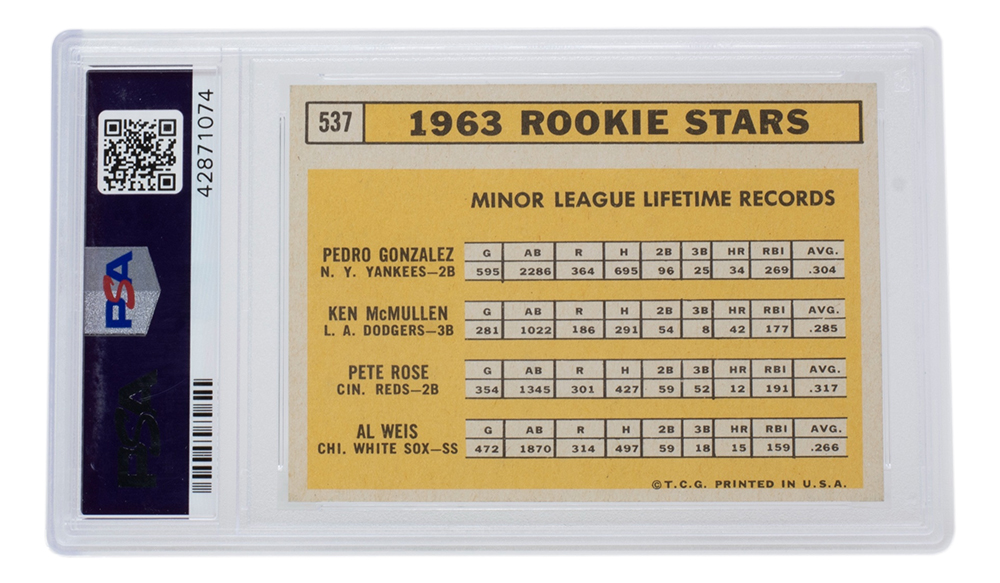 PSA
42871074
PSA
537 1963 ROOKIE STARS
MINOR LEAGUE LIFETIME RECORDS
PEDRO GONZALEZ G AB R H 2B 3B HR RBI AVG.
N. Y. YANKEES—2B 595 2286 364 695 96 25 34 269 .304
KEN McMULLEN G AB R H 2B 3B HR RBI AVG.
L. A. DODGERS—3B 281 1022 186 291 54 8 42 177 .285
PETE ROSE G AB R H 2B 3B HR RBI AVG.
CIN. REDS—2B 354 1345 301 427 59 52 12 191 .317
AL WEIS G AB R H 2B 3B HR RBI AVG.
CHI. WHITE SOX—SS 472 1870 314 497 59 18 15 159 .266
©T.C.G. PRINTED IN U.S.A.